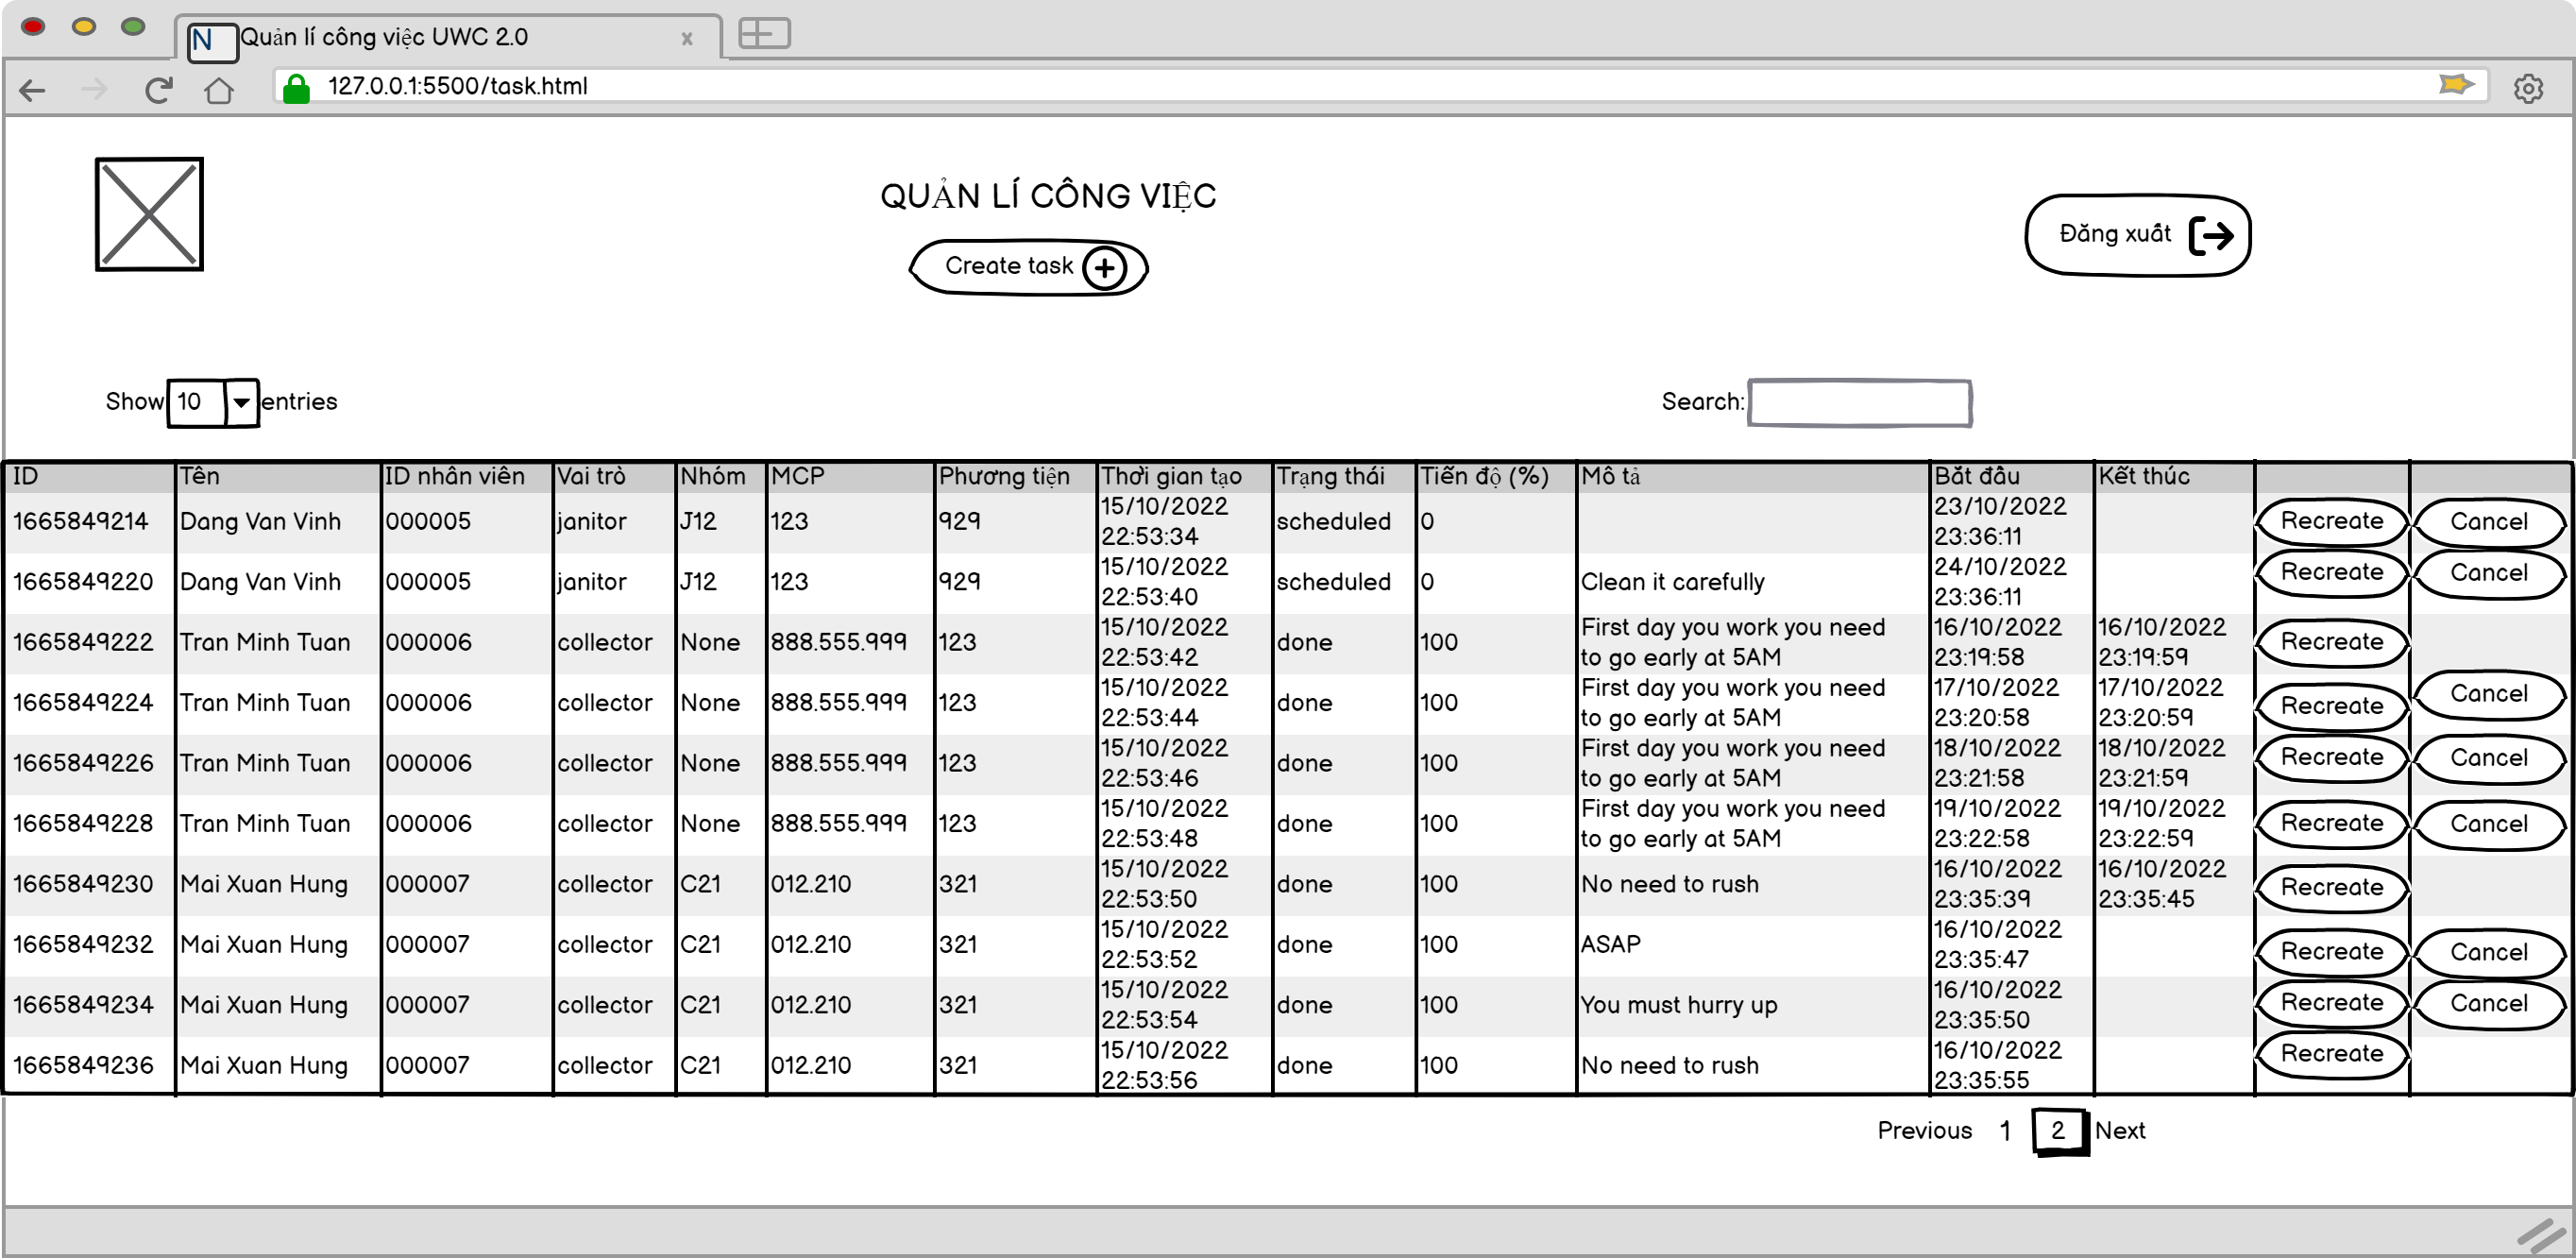 N Quản lí công việc UWC 2.0 x
127.0.0.1:5500/task.html
QUẢN LÍ CÔNG VIỆC
Create task
Đăng xuất
Show 10 entries
Search:
ID Tên ID nhân viên Vai trò Nhóm MCP Phương tiện Thời gian tạo Trạng thái Tiến độ (%) Mô tả Bắt đầu Kết thúc
1665849214 Dang Van Vinh 000005 janitor J12 123 929 15/10/2022 22:53:34 scheduled 0 23/10/2022 23:36:11 Recreate Cancel
1665849220 Dang Van Vinh 000005 janitor J12 123 929 15/10/2022 22:53:40 scheduled 0 Clean it carefully 24/10/2022 23:36:11 Recreate Cancel
1665849222 Tran Minh Tuan 000006 collector None 888.555.999 123 15/10/2022 22:53:42 done 100 First day you work you need to go early at 5AM 16/10/2022 23:19:58 16/10/2022 23:19:59 Recreate
1665849224 Tran Minh Tuan 000006 collector None 888.555.999 123 15/10/2022 22:53:44 done 100 First day you work you need to go early at 5AM 17/10/2022 23:20:58 17/10/2022 23:20:59 Recreate Cancel
1665849226 Tran Minh Tuan 000006 collector None 888.555.999 123 15/10/2022 22:53:46 done 100 First day you work you need to go early at 5AM 18/10/2022 23:21:58 18/10/2022 23:21:59 Recreate Cancel
1665849228 Tran Minh Tuan 000006 collector None 888.555.999 123 15/10/2022 22:53:48 done 100 First day you work you need to go early at 5AM 19/10/2022 23:22:58 19/10/2022 23:22:59 Recreate Cancel
1665849230 Mai Xuan Hung 000007 collector C21 012.210 321 15/10/2022 22:53:50 done 100 No need to rush 16/10/2022 23:35:39 16/10/2022 23:35:45 Recreate
1665849232 Mai Xuan Hung 000007 collector C21 012.210 321 15/10/2022 22:53:52 done 100 ASAP 16/10/2022 23:35:47 Recreate Cancel
1665849234 Mai Xuan Hung 000007 collector C21 012.210 321 15/10/2022 22:53:54 done 100 You must hurry up 16/10/2022 23:35:50 Recreate Cancel
1665849236 Mai Xuan Hung 000007 collector C21 012.210 321 15/10/2022 22:53:56 done 100 No need to rush 16/10/2022 23:35:55 Recreate
Previous 1 2 Next